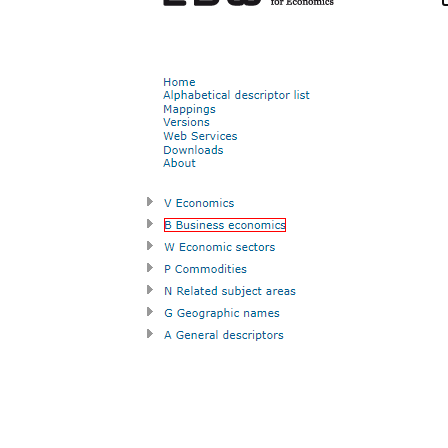 for Economics
Home
Alphabetical descriptor list
Mappings
Versions
Web Services
Downloads
About
V Economics
B Business economics
W Economic sectors
P Commodities
N Related subject areas
G Geographic names
A General descriptors